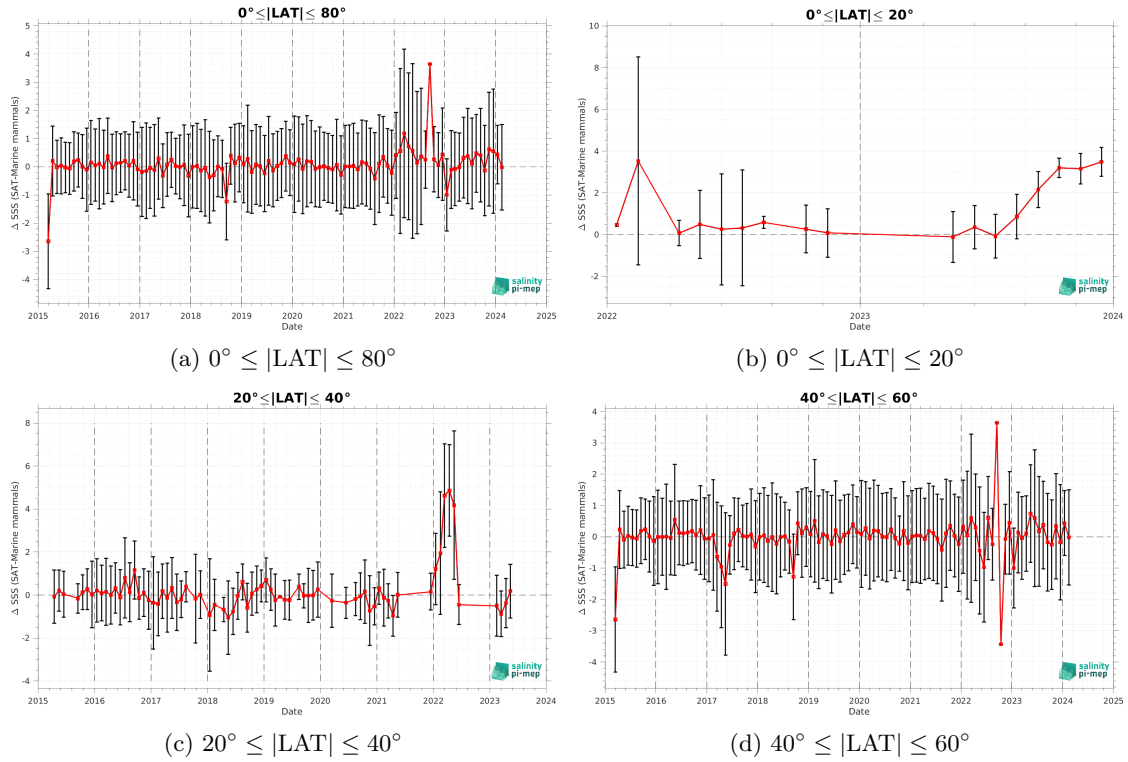 0°≤|LAT|≤ 80°
Δ SSS (SAT-Marine mammals)
5
4
3
2
1
0
-1
-2
-3
-4
2015
2016
2017
2018
2019
2020
2021
2022
2023
2024
2025
Date
salinity
pi-mep
(a) 0° ≤ |LAT| ≤ 80°
0°≤|LAT|≤ 20°
Δ SSS (SAT-Marine mammals)
10
8
6
4
2
0
-2
2022
2023
2024
Date
salinity
pi-mep
(b) 0° ≤ |LAT| ≤ 20°
20°≤|LAT|≤ 40°
Δ SSS (SAT-Marine mammals)
8
6
4
2
0
-2
-4
2015
2016
2017
2018
2019
2020
2021
2022
2023
2024
Date
salinity
pi-mep
(c) 20° ≤ |LAT| ≤ 40°
40°≤|LAT|≤ 60°
Δ SSS (SAT-Marine mammals)
4
3
2
1
0
-1
-2
-3
-4
2015
2016
2017
2018
2019
2020
2021
2022
2023
2024
2025
Date
salinity
pi-mep
(d) 40° ≤ |LAT| ≤ 60°